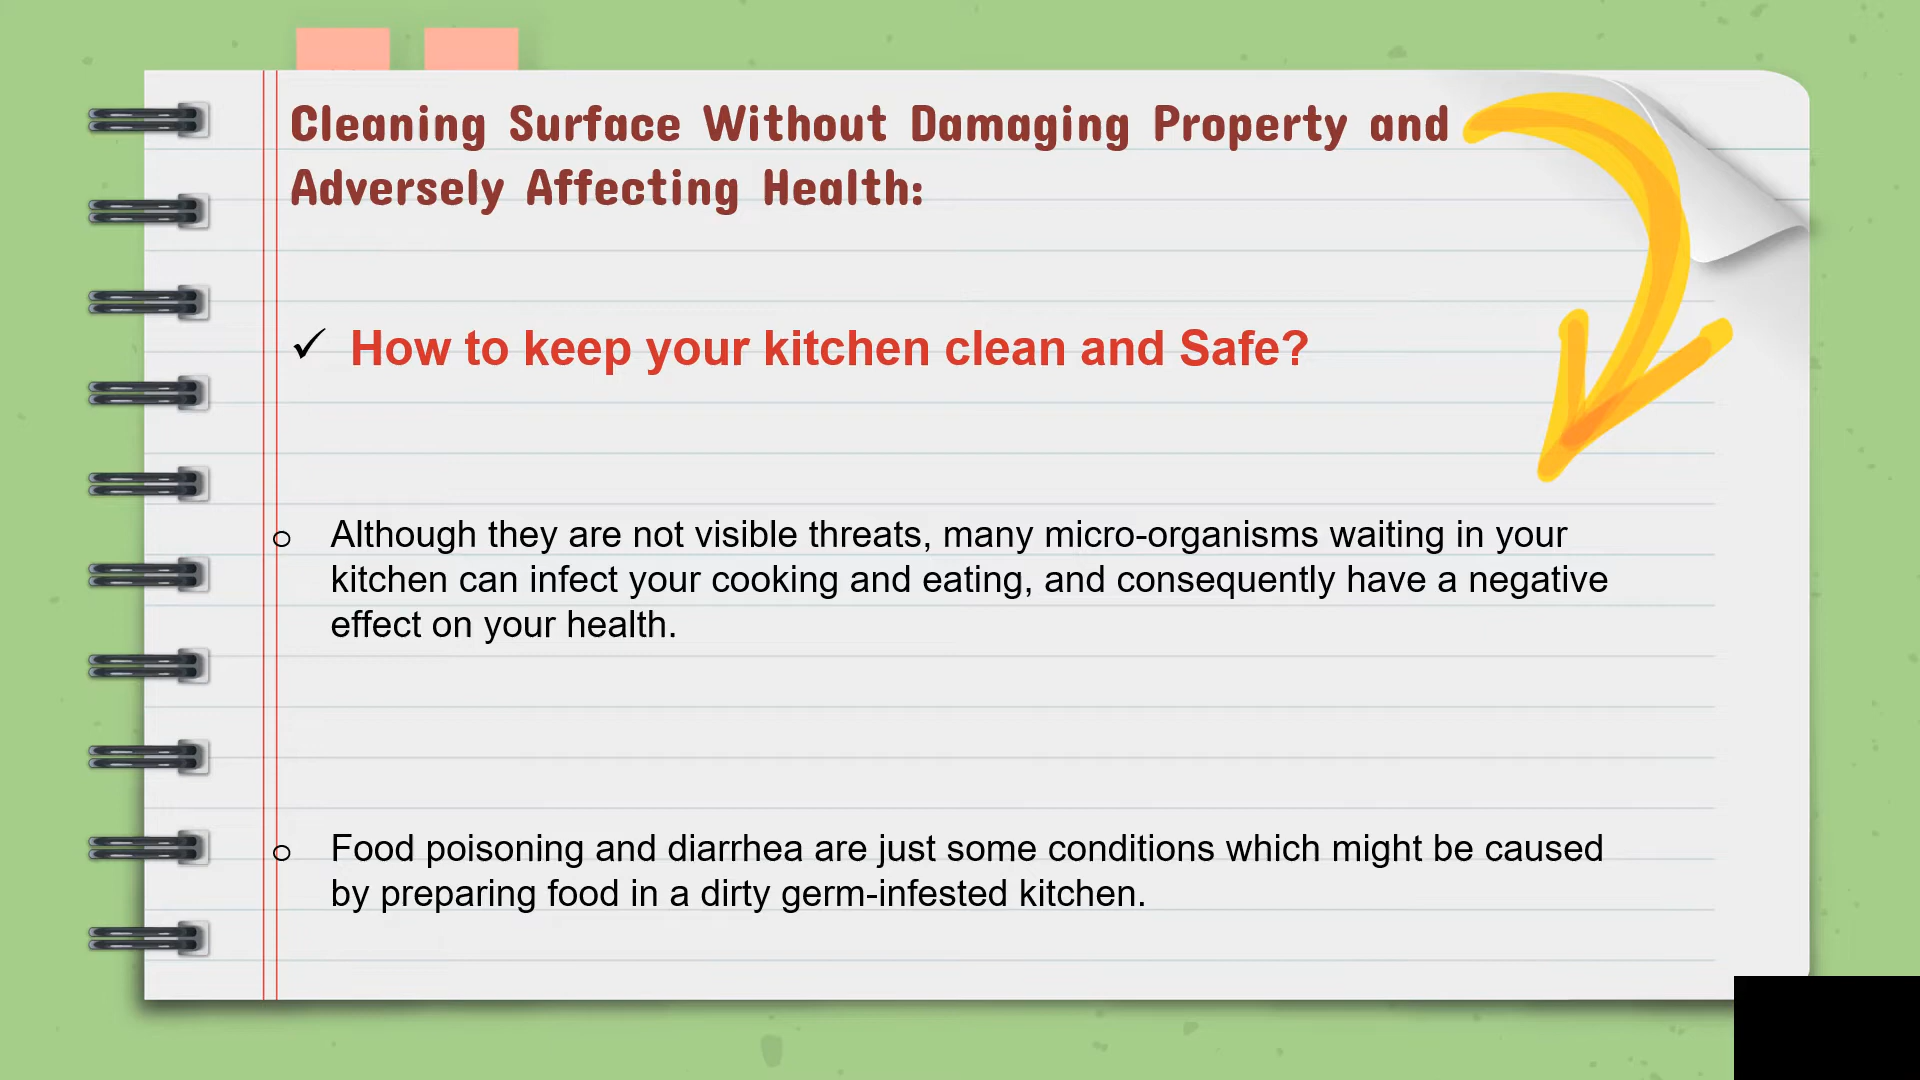 Cleaning Surface Without Damaging Property and
Adversely Affecting Health:
✓ How to keep your kitchen clean and Safe?
o Although they are not visible threats, many micro-organisms waiting in your
kitchen can infect your cooking and eating, and consequently have a negative
effect on your health.
o Food poisoning and diarrhea are just some conditions which might be caused
by preparing food in a dirty germ-infested kitchen.